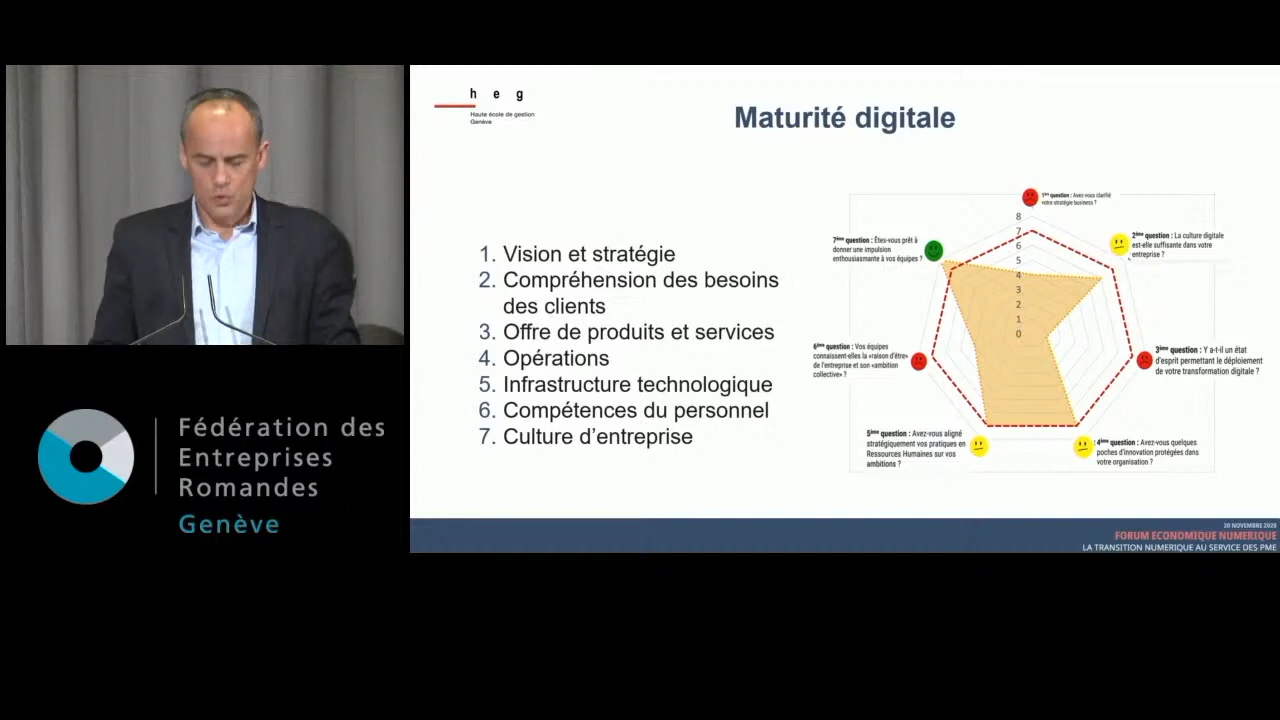 h e g
Haute école de gestion
Genève
Maturité digitale
1. Vision et stratégie
2. Compréhension des besoins
des clients
3. Offre de produits et services
4. Opérations
5. Infrastructure technologique
6. Compétences du personnel
7. Culture d'entreprise
1ère question : Avez-vous clarifié
votre stratégie business ?
2ème question : La culture digitale
est-elle suffisante dans votre
entreprise ?
3ème question : Y a-t-il un état
d'esprit permettant le déploiement
de votre transformation digitale ?
4ème question : Avez-vous quelques
poches d'innovation protégées dans
votre organisation ?
5ème question : Avez-vous aligné
stratégiquement vos pratiques en
Ressources Humaines sur vos
ambitions ?
6ème question : Vos équipes
connaissent-elles la «raison d'être»
de l'entreprise et son «ambition
collective» ?
7ème question : Êtes-vous prêt à
donner une impulsion
enthousiasmante à vos équipes ?
8
7
6
5
4
3
2
1
0
Fédération des
Entreprises
Romandes
Genève
20 NOVEMBRE 2020
FORUM ECONOMIQUE NUMERIQUE
LA TRANSITION NUMERIQUE AU SERVICE DES PME